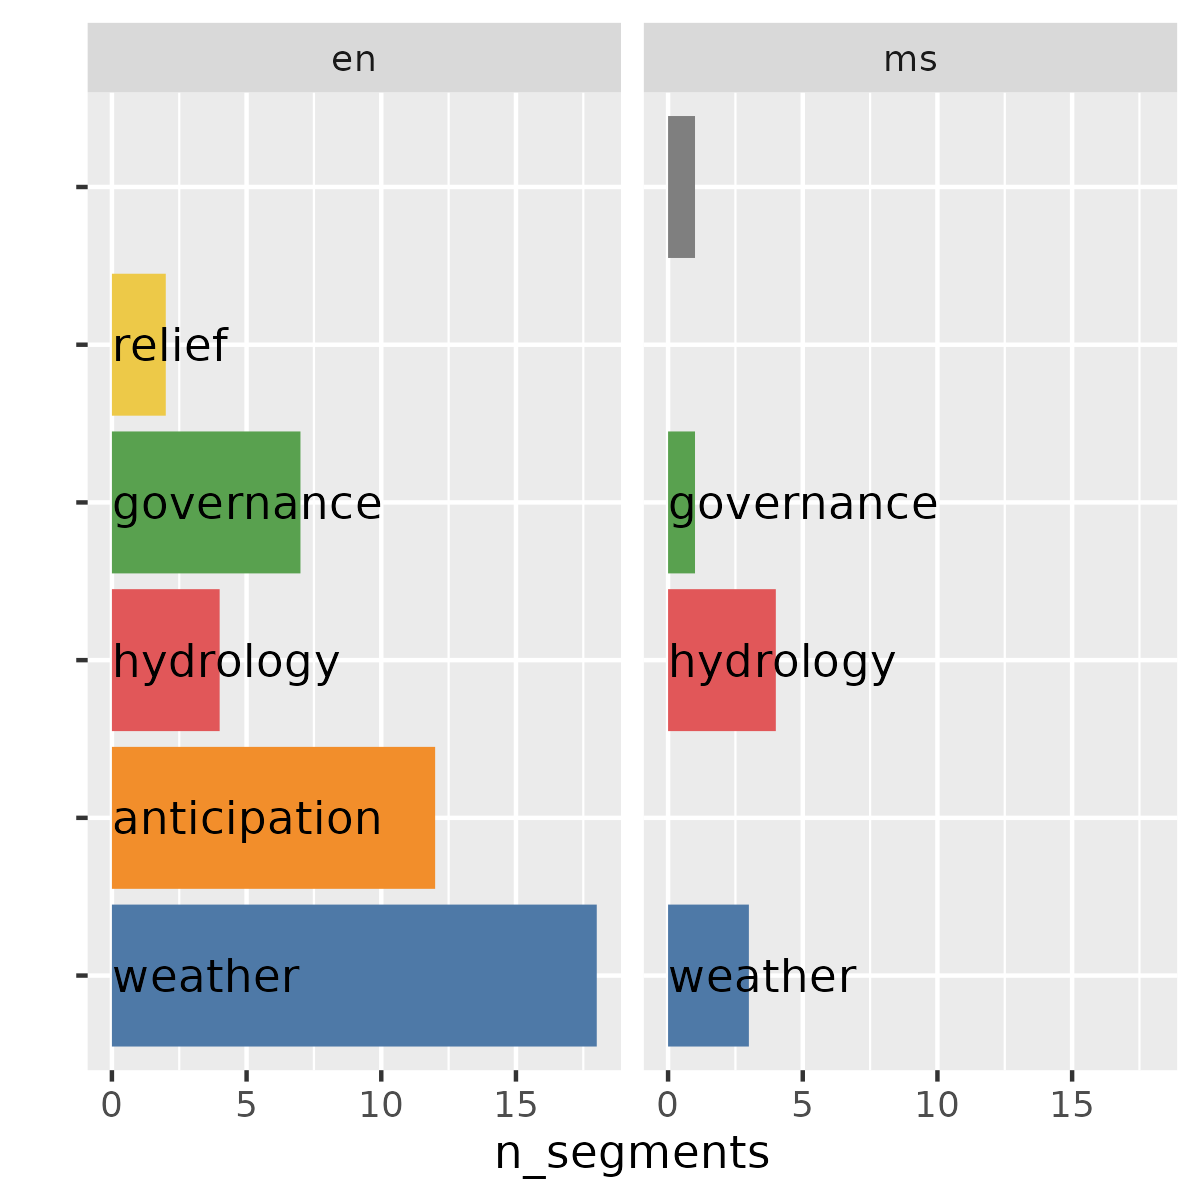 en
ms
relief
governance
governance
hydrology
hydrology
anticipation
weather
weather
0 5 10 15
0 5 10 15
n_segments